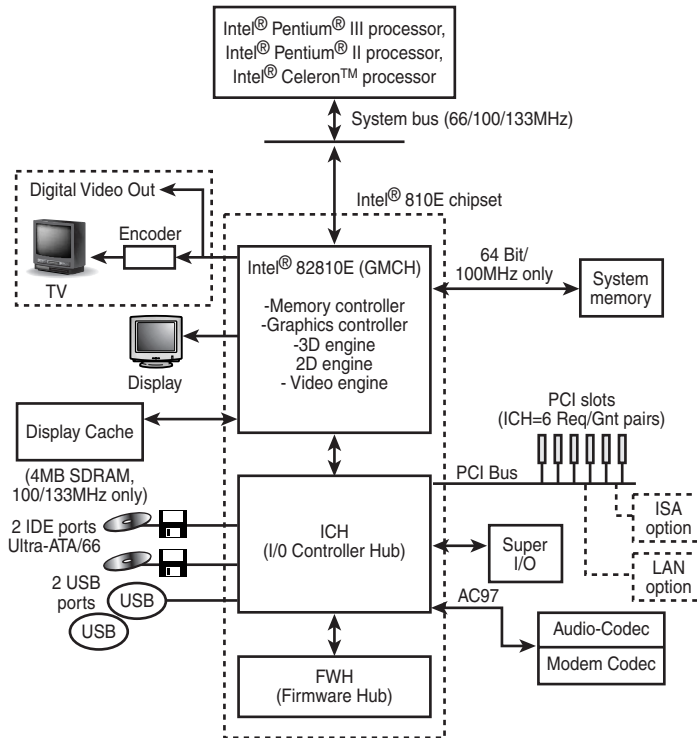 Intel® Pentium® III processor,
Intel® Pentium® II processor,
Intel® Celeron™ processor
System bus (66/100/133MHz)
Intel® 810E chipset
Digital Video Out
Encoder
TV
Intel® 82810E (GMCH)
-Memory controller
-Graphics controller
-3D engine
2D engine
- Video engine
64 Bit/
100MHz only
System
memory
Display
Display Cache
(4MB SDRAM,
100/133MHz only)
PCI slots
(ICH=6 Req/Gnt pairs)
PCI Bus
ISA
option
LAN
option
2 IDE ports
Ultra-ATA/66
ICH
(I/0 Controller Hub)
Super
I/O
2 USB
ports
USB
USB
AC97
Audio-Codec
Modem Codec
FWH
(Firmware Hub)